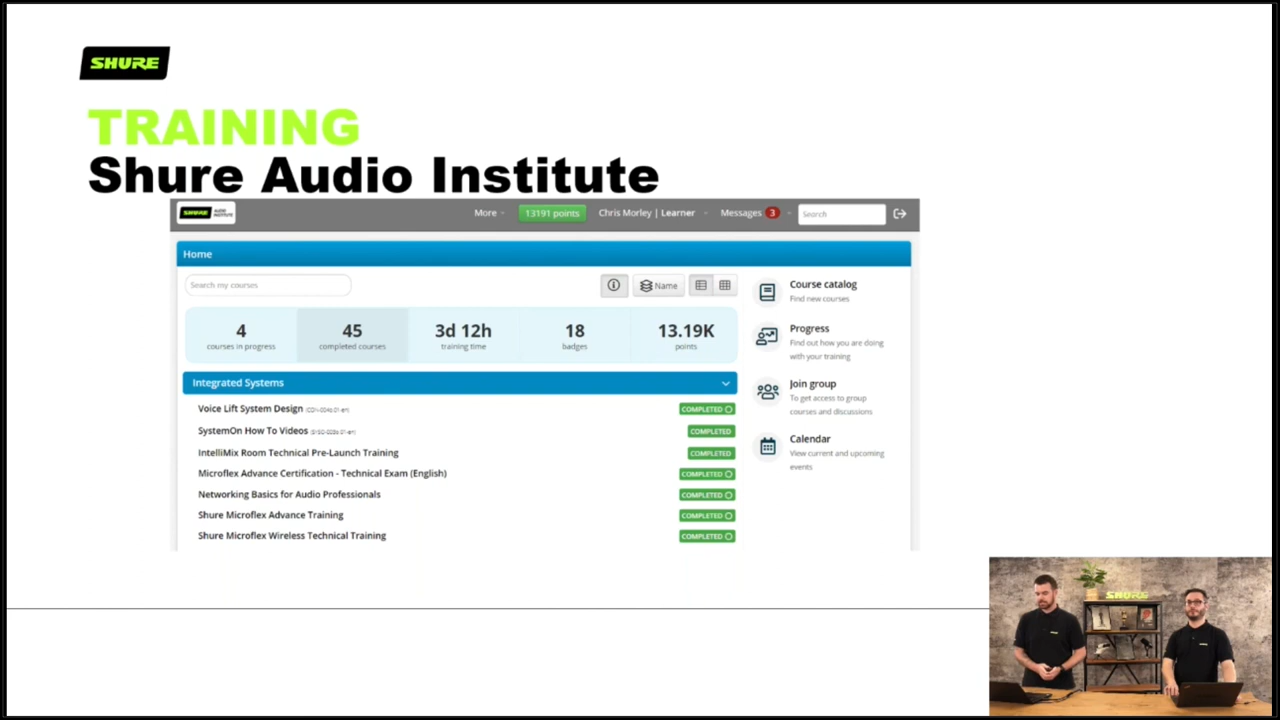 SHURE
TRAINING
Shure Audio Institute
SHURE AUDIO INSTITUTE
More
13191 points
Chris Morley | Learner
Messages 3
Search
Home
Search my courses
Name
4
courses in progress
45
completed courses
3d 12h
training time
18
badges
13.19K
points
Integrated Systems
Voice Lift System Design
COMPLETED
SystemOn How To Videos
COMPLETED
IntelliMix Room Technical Pre-Launch Training
COMPLETED
Microflex Advance Certification - Technical Exam (English)
COMPLETED
Networking Basics for Audio Professionals
COMPLETED
Shure Microflex Advance Training
COMPLETED
Shure Microflex Wireless Technical Training
COMPLETED
Course catalog
Find new courses
Progress
Find out how you are doing
with your training
Join group
To get access to group
courses and discussions
Calendar
View current and upcoming
events
SHURE